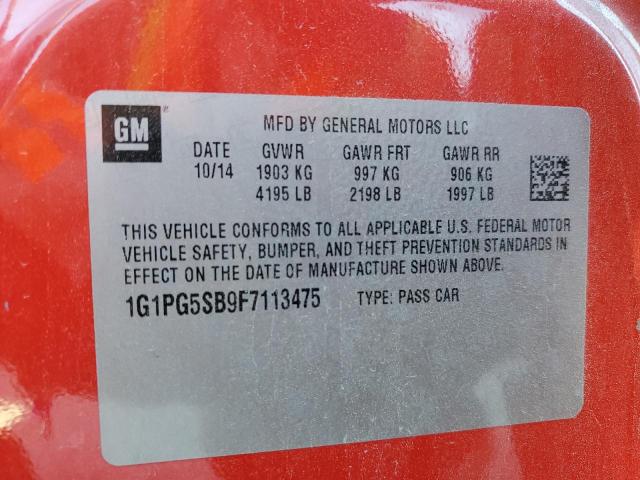 GM
MFD BY GENERAL MOTORS LLC
DATE GVWR GAWR FRT GAWR RR
10/14 1903 KG 997 KG 906 KG
4195 LB 2198 LB 1997 LB
THIS VEHICLE CONFORMS TO ALL APPLICABLE U.S. FEDERAL MOTOR
VEHICLE SAFETY, BUMPER, AND THEFT PREVENTION STANDARDS IN
EFFECT ON THE DATE OF MANUFACTURE SHOWN ABOVE.
1G1PG5SB9F7113475 TYPE: PASS CAR